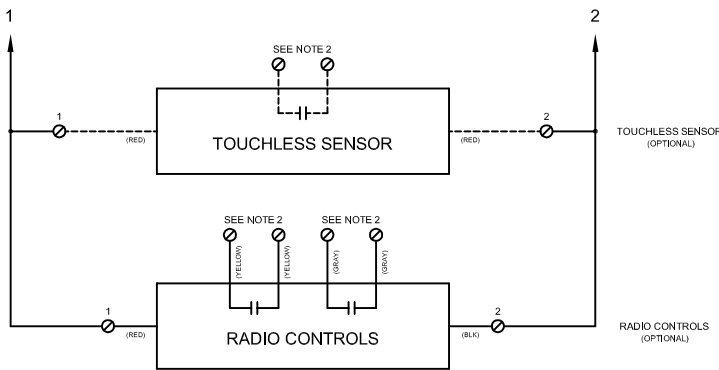 1
2
SEE NOTE 2
1
2
(RED)
TOUCHLESS SENSOR
(RED)
TOUCHLESS SENSOR
(OPTIONAL)
SEE NOTE 2
SEE NOTE 2
(YELLOW)
(YELLOW)
(GRAY)
(GRAY)
1
2
(RED)
RADIO CONTROLS
(BLK)
RADIO CONTROLS
(OPTIONAL)